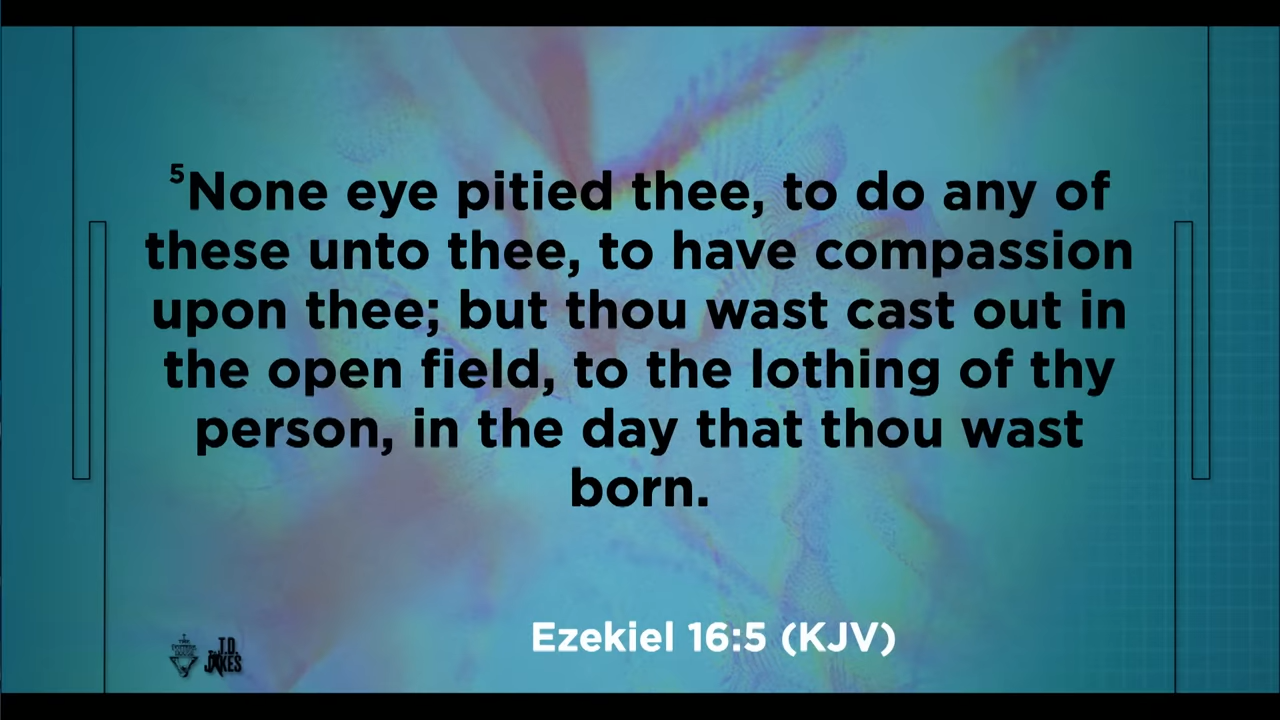 ⁵None eye pitied thee, to do any of
these unto thee, to have compassion
upon thee; but thou wast cast out in
the open field, to the lothing of thy
person, in the day that thou wast
born.
Ezekiel 16:5 (KJV)
T.D.
JAKES